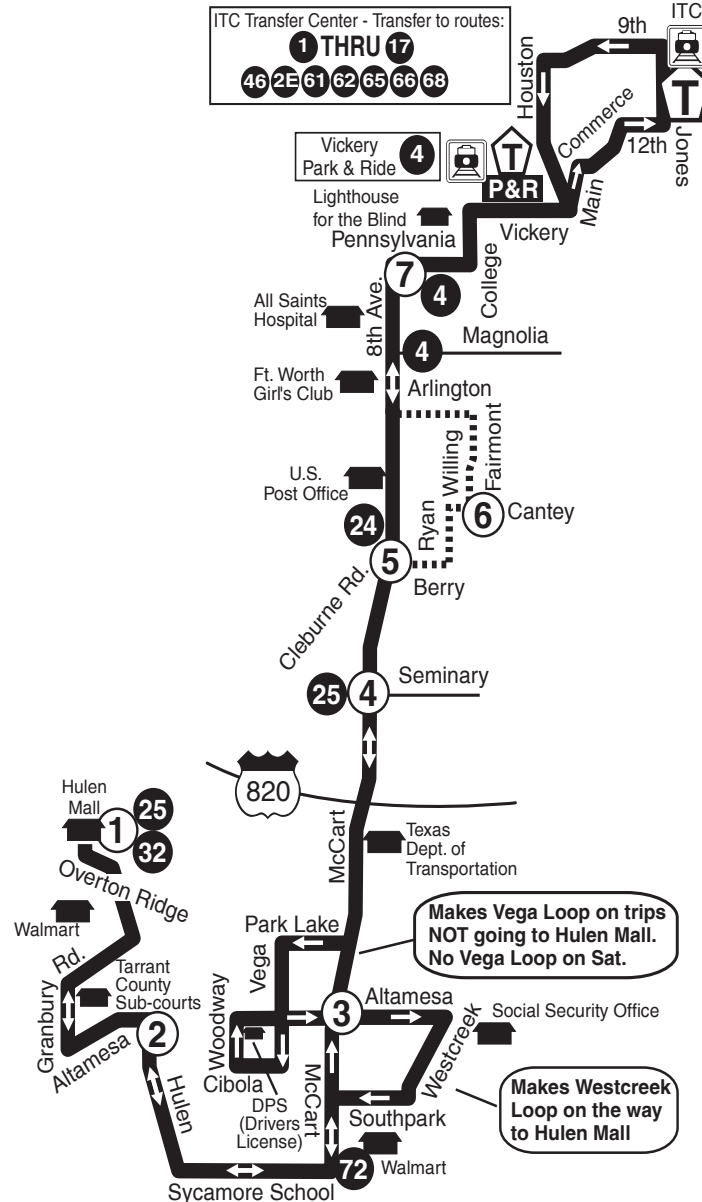 ITC Transfer Center - Transfer to routes:
1 THRU 17
46 2E 61 62 65 66 68
ITC
9th
Houston
Commerce
T
12th
Jones
Main
Vickery
Park & Ride
4
T
P&R
Vickery
Lighthouse
for the Blind
Pennsylvania
College
7
4
8th Ave.
All Saints
Hospital
4
Magnolia
Ft. Worth
Girl's Club
Arlington
Willing
Fairmont
U.S.
Post Office
Ryan
6
Cantey
24
5
Berry
Cleburne Rd.
Seminary
25
4
820
Hulen
Mall
1
25
32
Overton Ridge
Walmart
McCart
Texas
Dept. of
Transportation
Makes Vega Loop on trips
NOT going to Hulen Mall.
No Vega Loop on Sat.
Park Lake
Vega
Granbury
Rd.
Tarrant
County
Sub-courts
Altamesa
2
Hulen
3
Altamesa
Woodway
Cibola
DPS
(Drivers
License)
McCart
Westcreek
Social Security Office
Southpark
Makes Westcreek
Loop on the way
to Hulen Mall
72
Walmart
Sycamore School